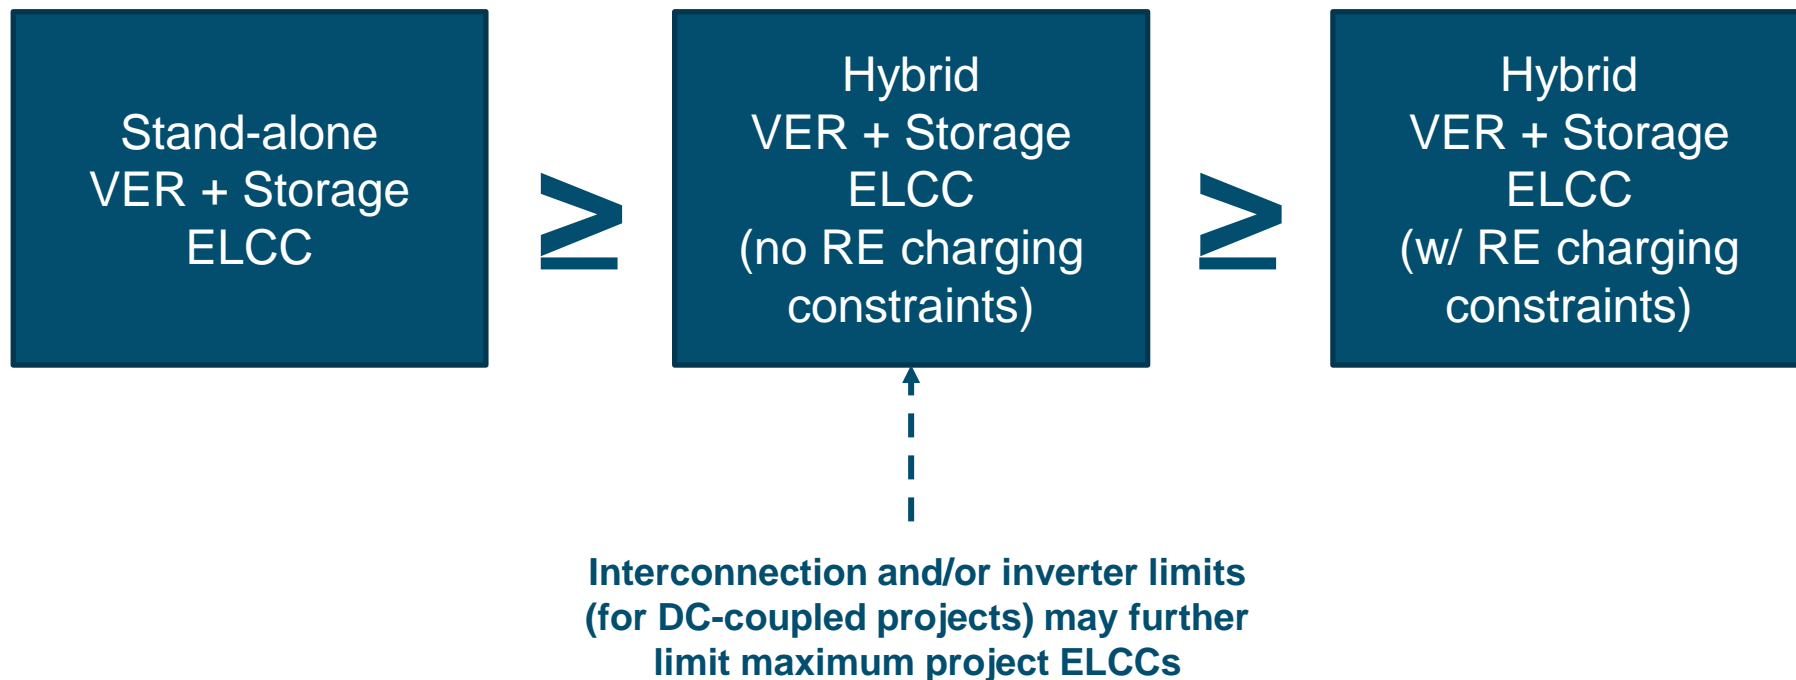 Stand-alone
VER + Storage
ELCC
≥
Hybrid
VER + Storage
ELCC
(no RE charging
constraints)
≥
Hybrid
VER + Storage
ELCC
(w/ RE charging
constraints)
Interconnection and/or inverter limits
(for DC-coupled projects) may further
limit maximum project ELCCs